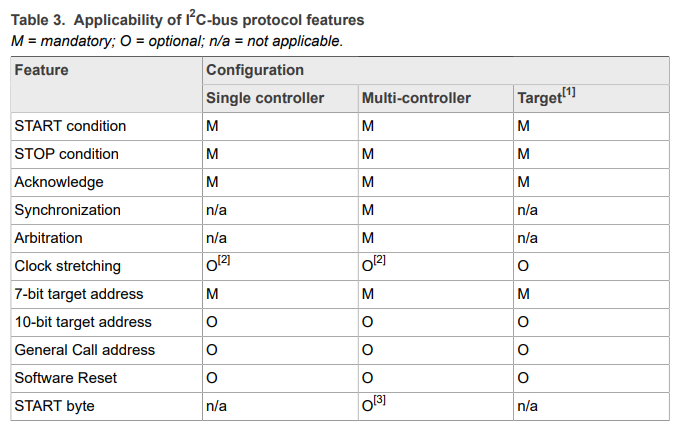 Table 3. Applicability of I2C-bus protocol features
M = mandatory; O = optional; n/a = not applicable.
Feature Configuration
Single controller Multi-controller Target[1]
START condition M M M
STOP condition M M M
Acknowledge M M M
Synchronization n/a M n/a
Arbitration n/a M n/a
Clock stretching O[2] O[2] O
7-bit target address M M M
10-bit target address O O O
General Call address O O O
Software Reset O O O
START byte n/a O[3] n/a